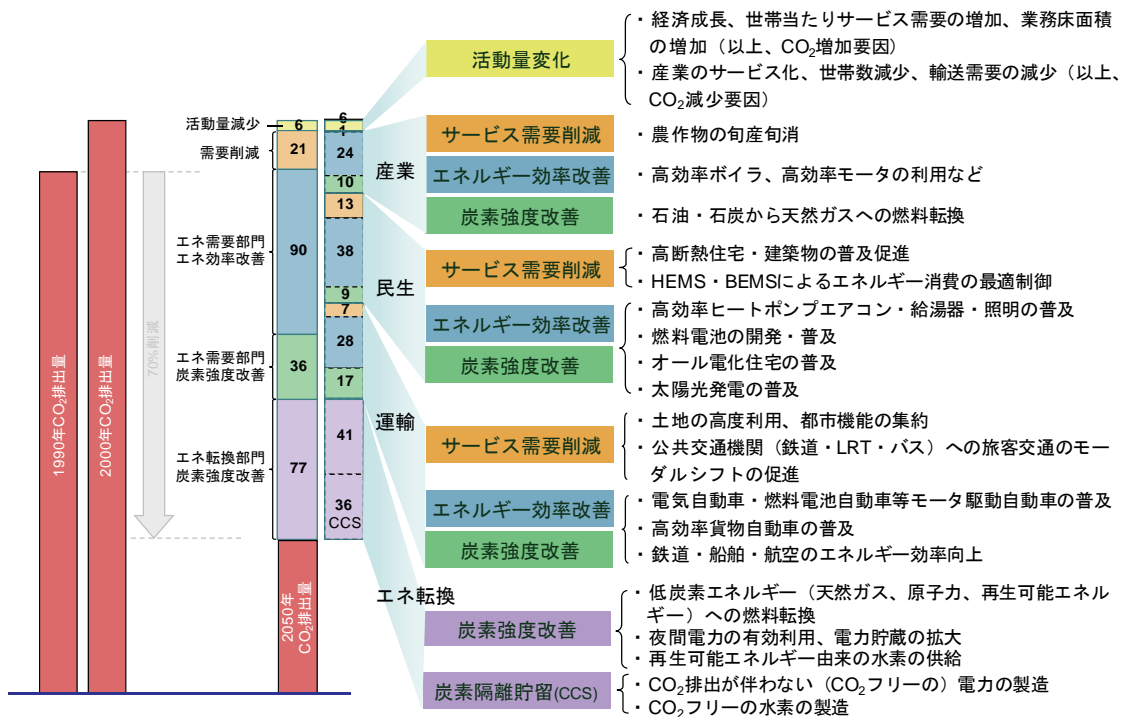 1990年CO2排出量
2000年CO2排出量
70%削減
活動量減少
需要削減
エネ需要部門
エネ効率改善
エネ需要部門
炭素強度改善
エネ転換部門
炭素強度改善
6
21
90
36
77
2050年
CO2排出量
6
1
24
10
13
38
9
7
28
17
41
36
CCS
活動量変化
・経済成長、世帯当たりサービス需要の増加、業務床面積
の増加（以上、CO2増加要因）
・産業のサービス化、世帯数減少、輸送需要の減少（以上、
CO2減少要因）
産業
サービス需要削減
・農作物の旬産旬消
エネルギー効率改善
・高効率ボイラ、高効率モータの利用など
炭素強度改善
・石油・石炭から天然ガスへの燃料転換
民生
サービス需要削減
・高断熱住宅・建築物の普及促進
・HEMS・BEMSによるエネルギー消費の最適制御
エネルギー効率改善
炭素強度改善
・高効率ヒートポンプエアコン・給湯器・照明の普及
・燃料電池の開発・普及
・オール電化住宅の普及
・太陽光発電の普及
運輸
サービス需要削減
・土地の高度利用、都市機能の集約
・公共交通機関（鉄道・LRT・バス）への旅客交通のモー
ダルシフトの促進
エネルギー効率改善
炭素強度改善
・電気自動車・燃料電池自動車等モータ駆動自動車の普及
・高効率貨物自動車の普及
・鉄道・船舶・航空のエネルギー効率向上
エネ転換
炭素強度改善
・低炭素エネルギー（天然ガス、原子力、再生可能エネル
ギー）への燃料転換
・夜間電力の有効利用、電力貯蔵の拡大
・再生可能エネルギー由来の水素の供給
炭素隔離貯留(CCS)
・CO2排出が伴わない（CO2フリーの）電力の製造
・CO2フリーの水素の製造